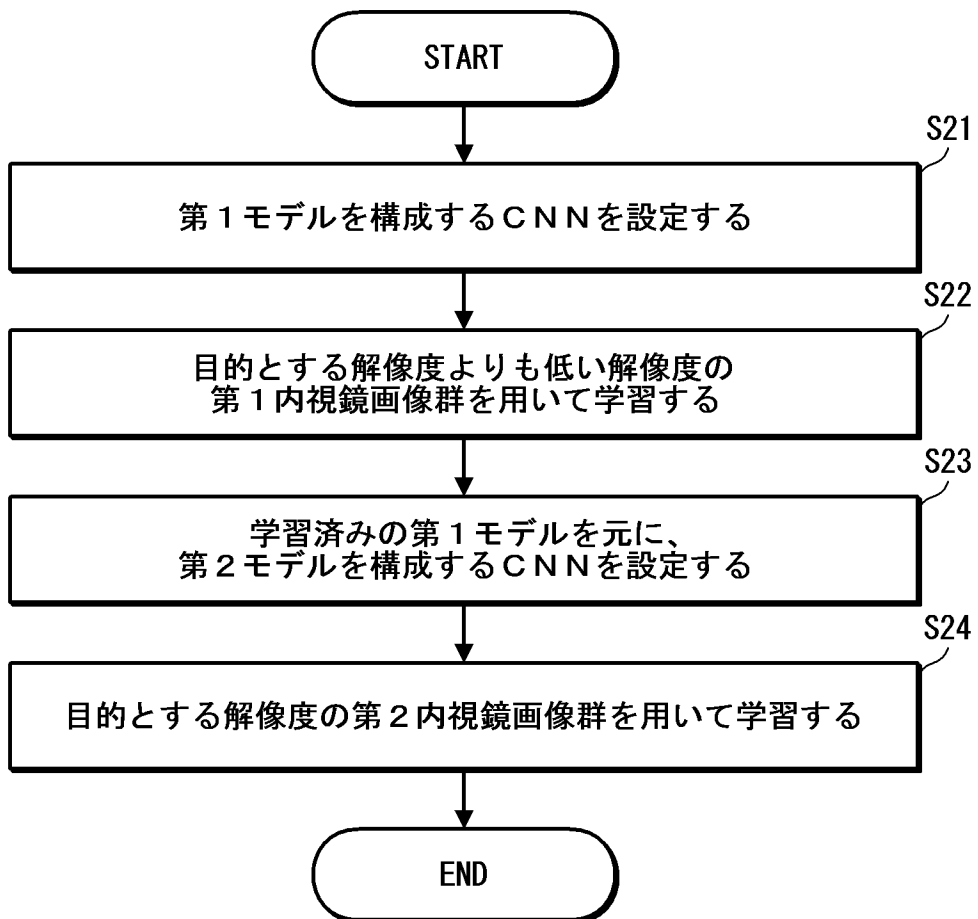 START
S21
第１モデルを構成するＣＮＮを設定する
S22
目的とする解像度よりも低い解像度の
第１内視鏡画像群を用いて学習する
S23
学習済みの第１モデルを元に、
第２モデルを構成するＣＮＮを設定する
S24
目的とする解像度の第２内視鏡画像群を用いて学習する
END